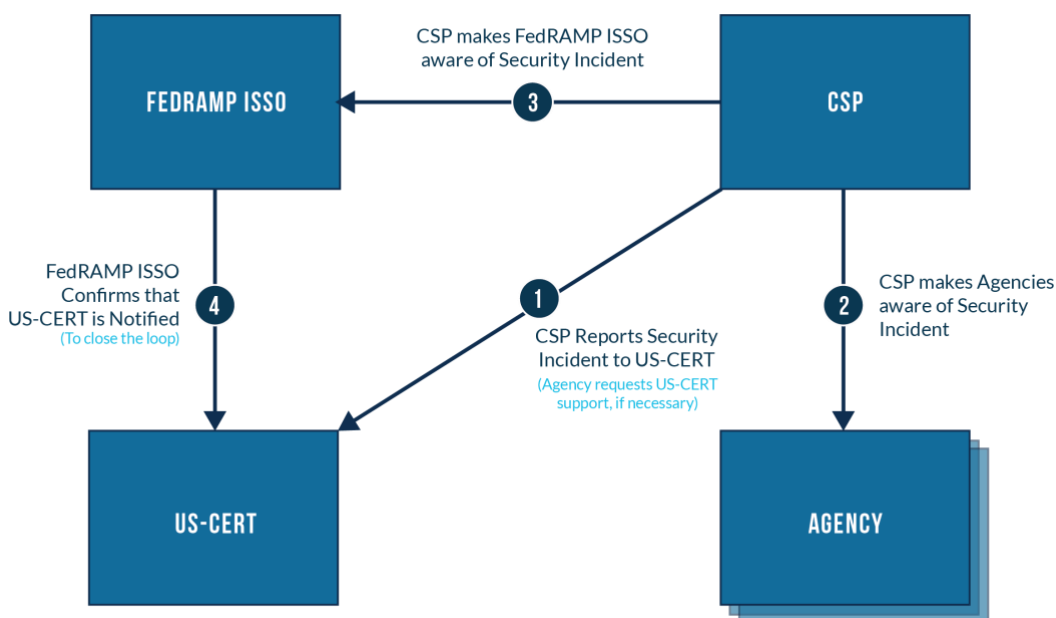 CSP makes FedRAMP ISSO
aware of Security Incident
FEDRAMP ISSO
3
CSP
FedRAMP ISSO
Confirms that
US-CERT is Notified
(To close the loop)
4
1
CSP Reports Security
Incident to US-CERT
(Agency requests US-CERT
support, if necessary)
2
CSP makes Agencies
aware of Security
Incident
US-CERT
AGENCY